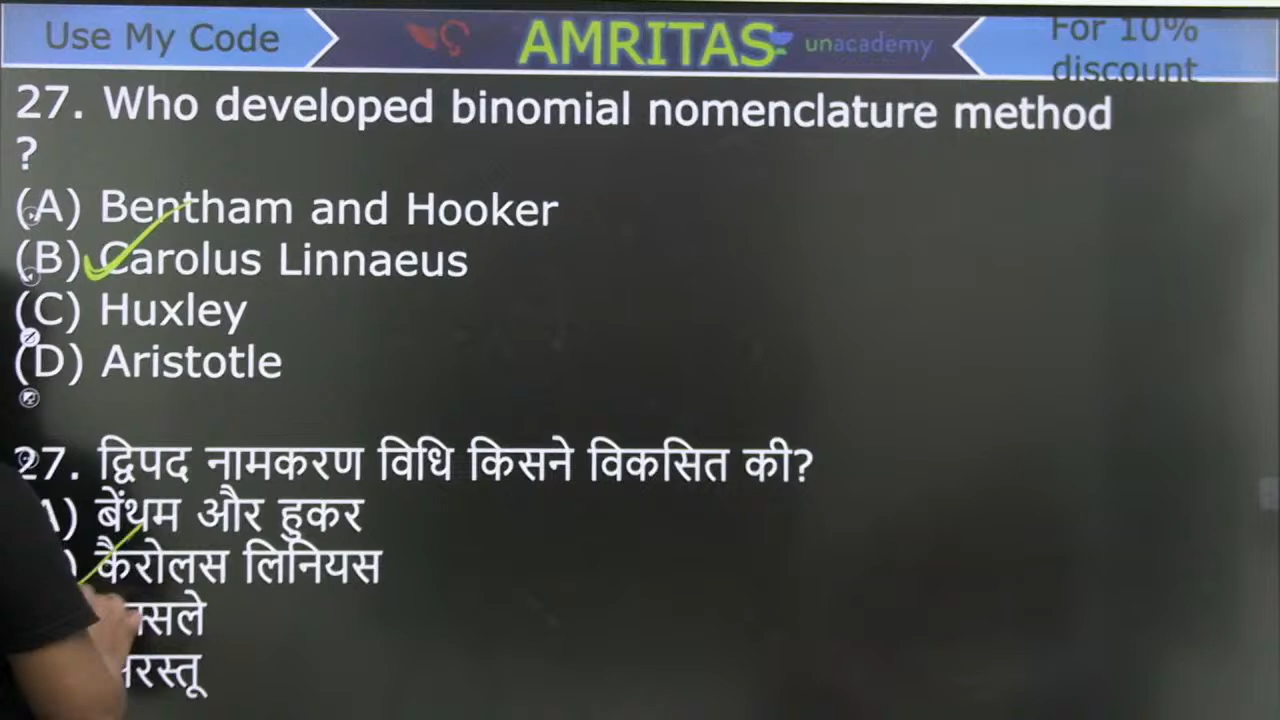 Use My Code
AMRITAS
unacademy
For 10%
discount
27. Who developed binomial nomenclature method
?
(A) Bentham and Hooker
(B) Carolus Linnaeus
(C) Huxley
(D) Aristotle
27. द्विपद नामकरण विधि किसने विकसित की?
बेंथम और हुकर
कैरोलस लिनियस